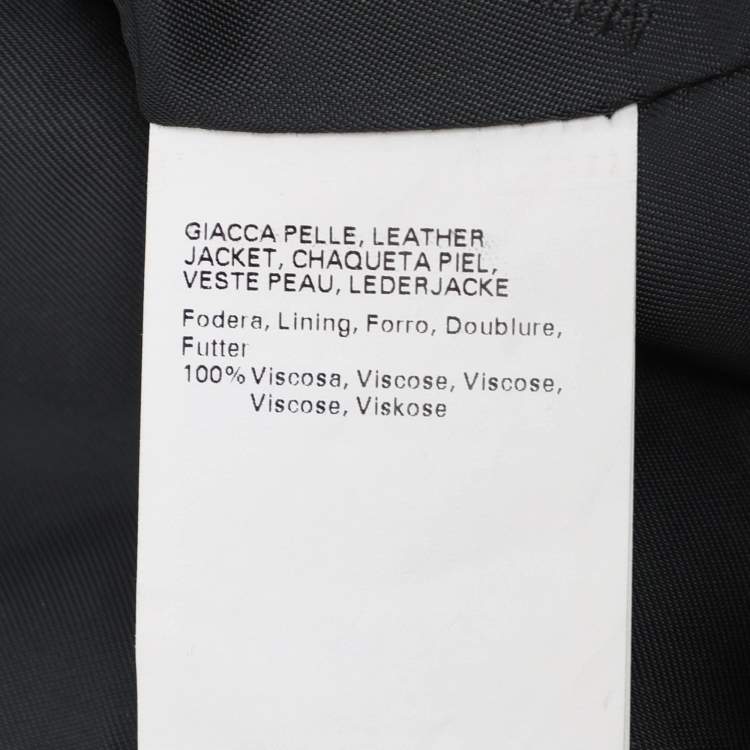 GIACCA PELLE, LEATHER
JACKET, CHAQUETA PIEL,
VESTE PEAU, LEDERJACKE
Fodera, Lining, Forro, Doublure,
Futter
100% Viscosa, Viscose, Viscose,
Viscose, Viskose